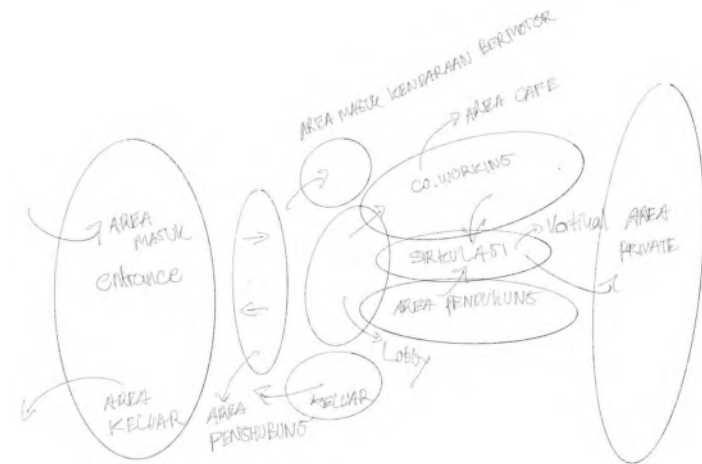 AREA MASUK KENDARAAN BERMOTOR
AREA CAFE
CO.WORKING
AREA
MASUK
entrance
SIRKULASI
Vertikal
AREA
PRIVATE
AREA PENDUKUNG
Lobby
KELUAR
AREA
KELUAR
AREA
PENGHUBUNG